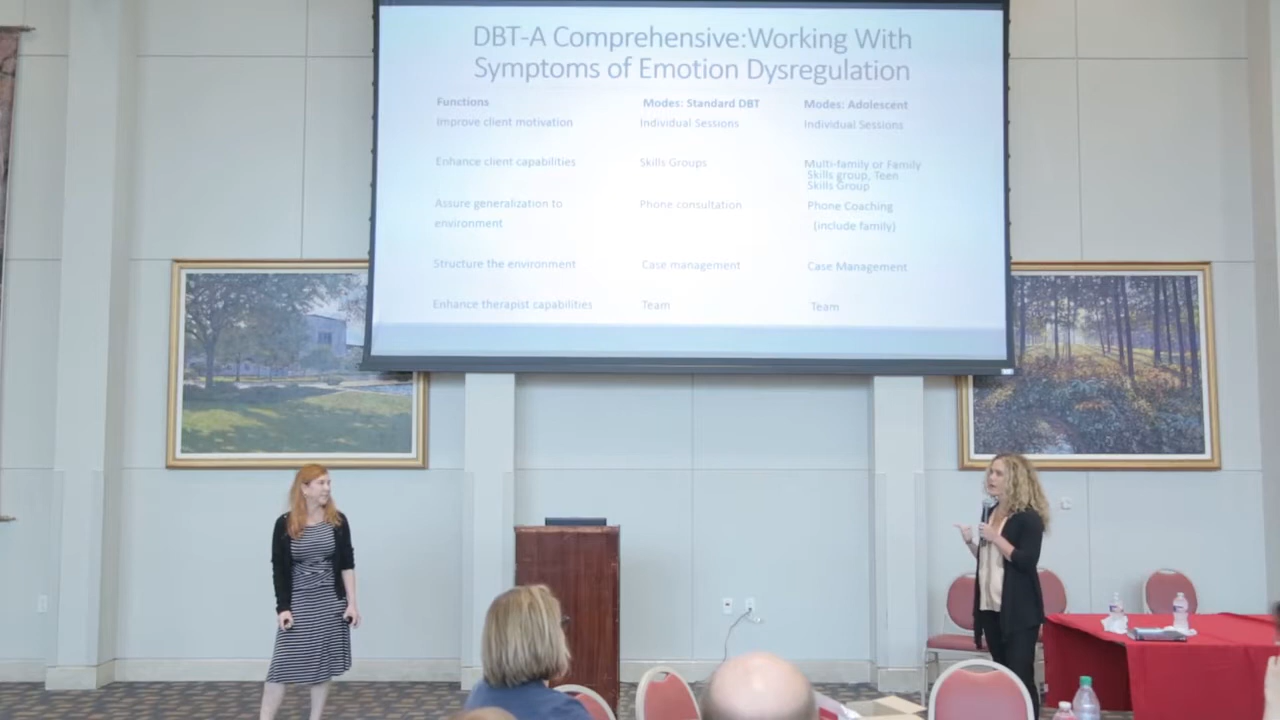 DBT-A Comprehensive:Working With
Symptoms of Emotion Dysregulation
Functions Modes: Standard DBT Modes: Adolescent
Improve client motivation Individual Sessions Individual Sessions
Enhance client capabilities Skills Groups Multi-family or Family
Skills group, Teen
Skills Group
Assure generalization to Phone consultation Phone Coaching
environment (include family)
Structure the environment Case management Case Management
Enhance therapist capabilities Team Team